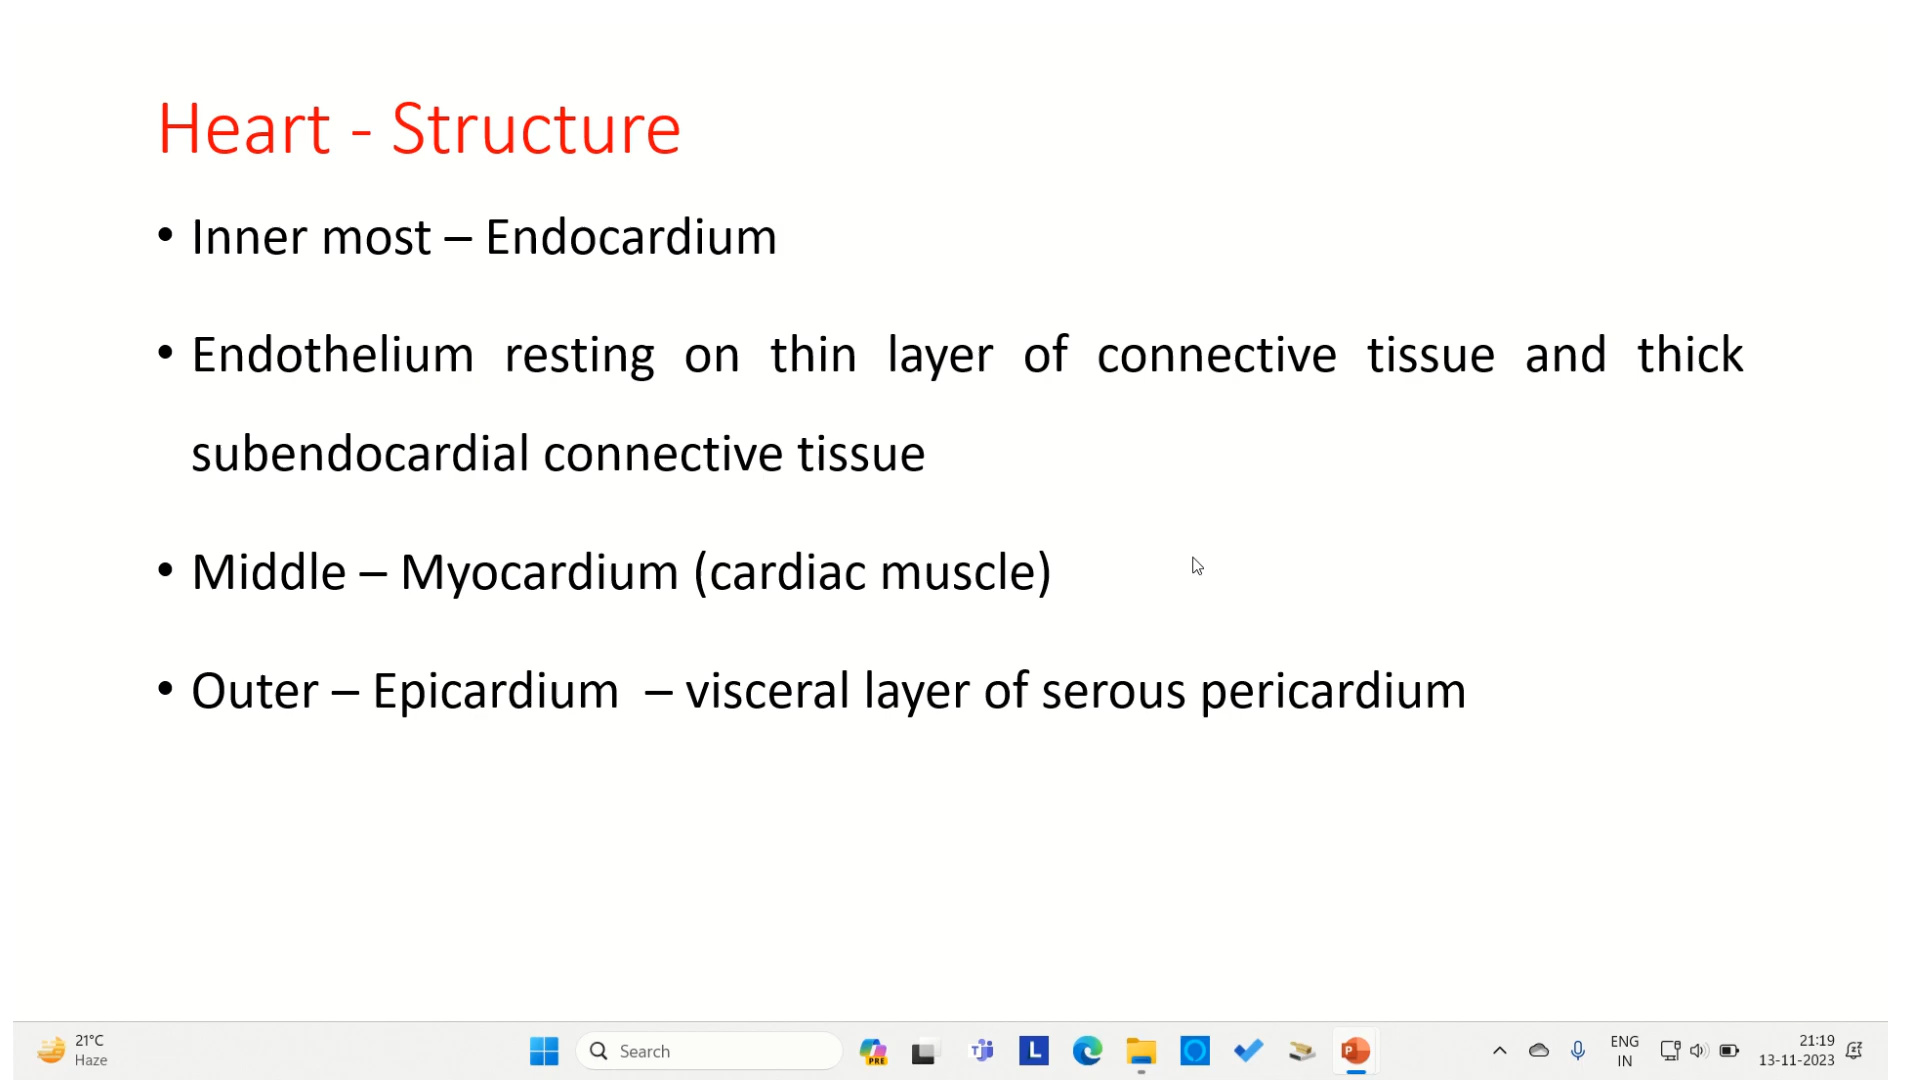 Heart - Structure
• Inner most – Endocardium
• Endothelium resting on thin layer of connective tissue and thick
subendocardial connective tissue
• Middle – Myocardium (cardiac muscle)
• Outer – Epicardium – visceral layer of serous pericardium
21°C
Haze
Search
PRE
L
P
ENG
IN
21:19
13-11-2023